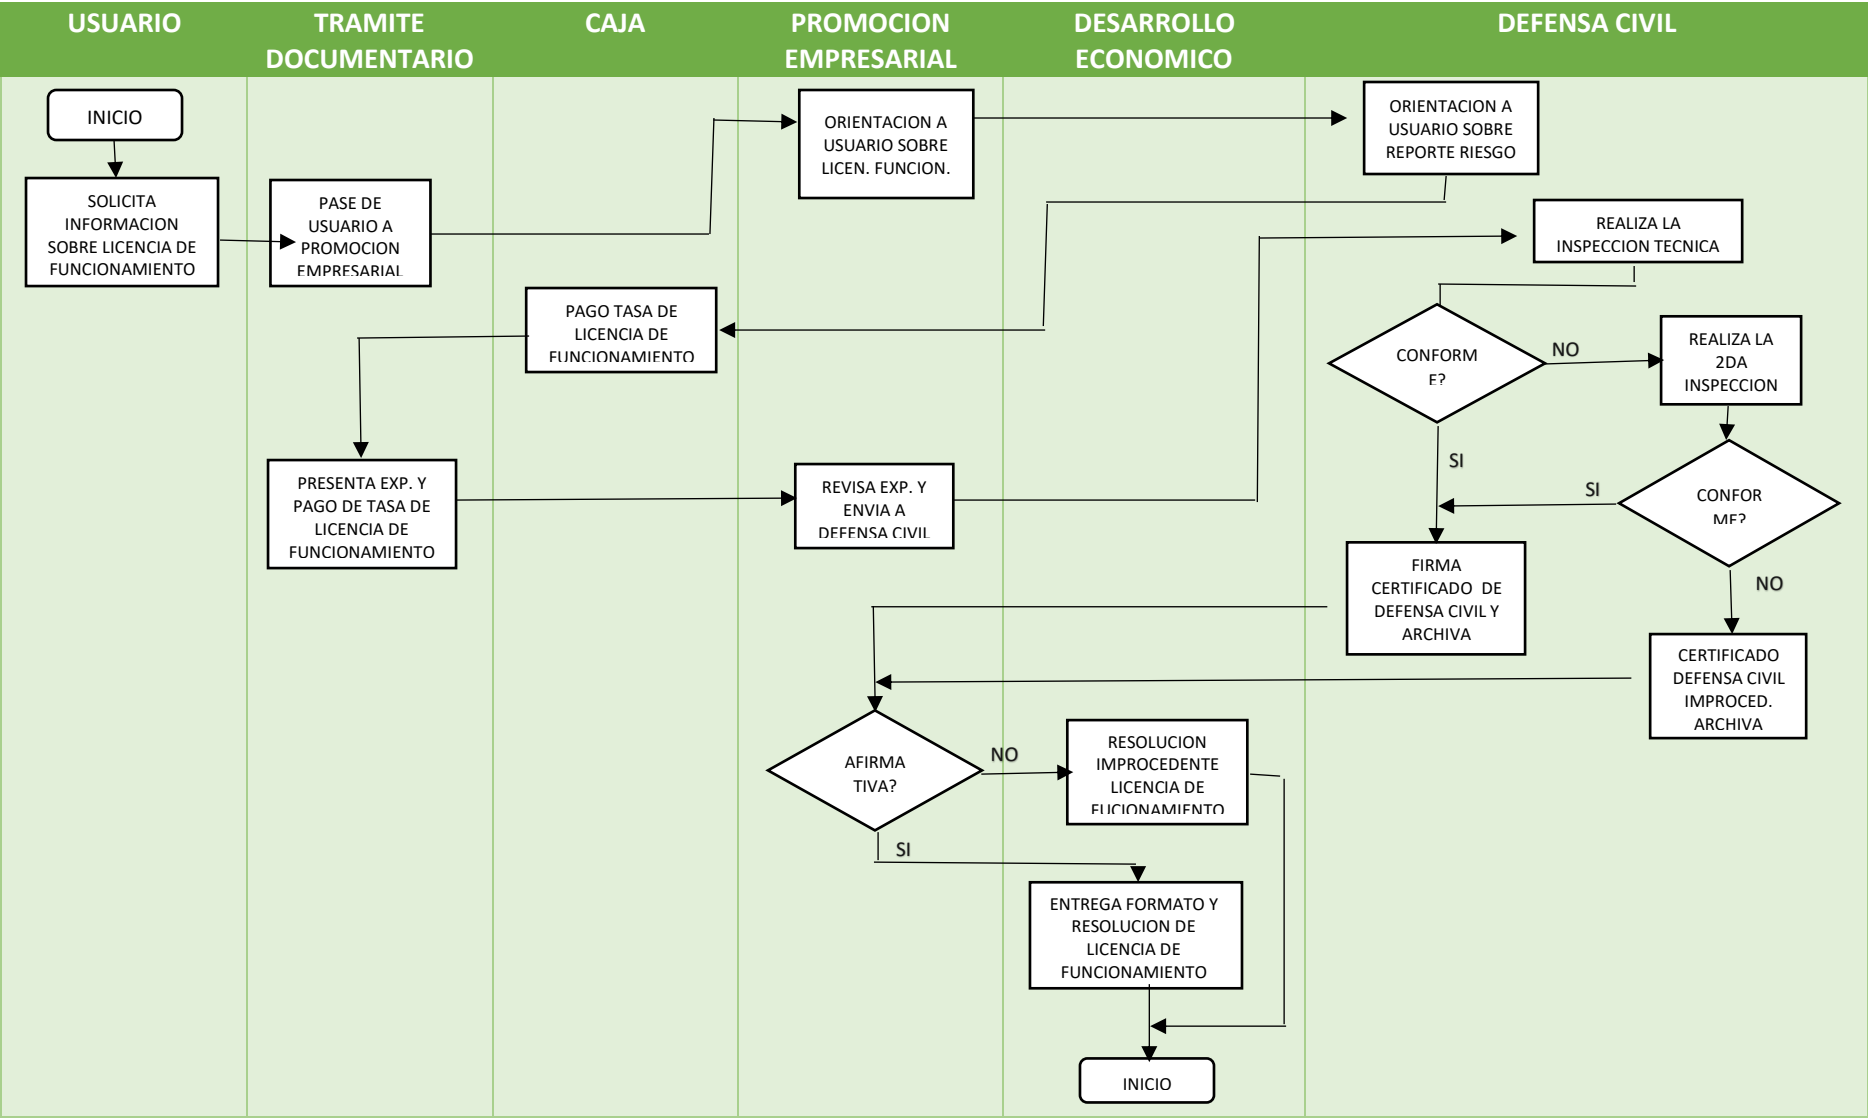 USUARIO
TRAMITE
DOCUMENTARIO
CAJA
PROMOCION
EMPRESARIAL
DESARROLLO
ECONOMICO
DEFENSA CIVIL
INICIO
SOLICITA
INFORMACION
SOBRE LICENCIA DE
FUNCIONAMIENTO
PASE DE
USUARIO A
PROMOCION
EMPRESARIAL
ORIENTACION A
USUARIO SOBRE
LICEN. FUNCION.
ORIENTACION A
USUARIO SOBRE
REPORTE RIESGO
PAGO TASA DE
LICENCIA DE
FUNCIONAMIENTO
PRESENTA EXP. Y
PAGO DE TASA DE
LICENCIA DE
FUNCIONAMIENTO
REVISA EXP. Y
ENVIA A
DEFENSA CIVIL
REALIZA LA
INSPECCION TECNICA
CONFORM
E?
NO
REALIZA LA
2DA
INSPECCION
SI
SI
CONFOR
ME?
NO
FIRMA
CERTIFICADO DE
DEFENSA CIVIL Y
ARCHIVA
CERTIFICADO
DEFENSA CIVIL
IMPROCED.
ARCHIVA
AFIRMA
TIVA?
NO
RESOLUCION
IMPROCEDENTE
LICENCIA DE
FUCIONAMIENTO
SI
ENTREGA FORMATO Y
RESOLUCION DE
LICENCIA DE
FUNCIONAMIENTO
INICIO